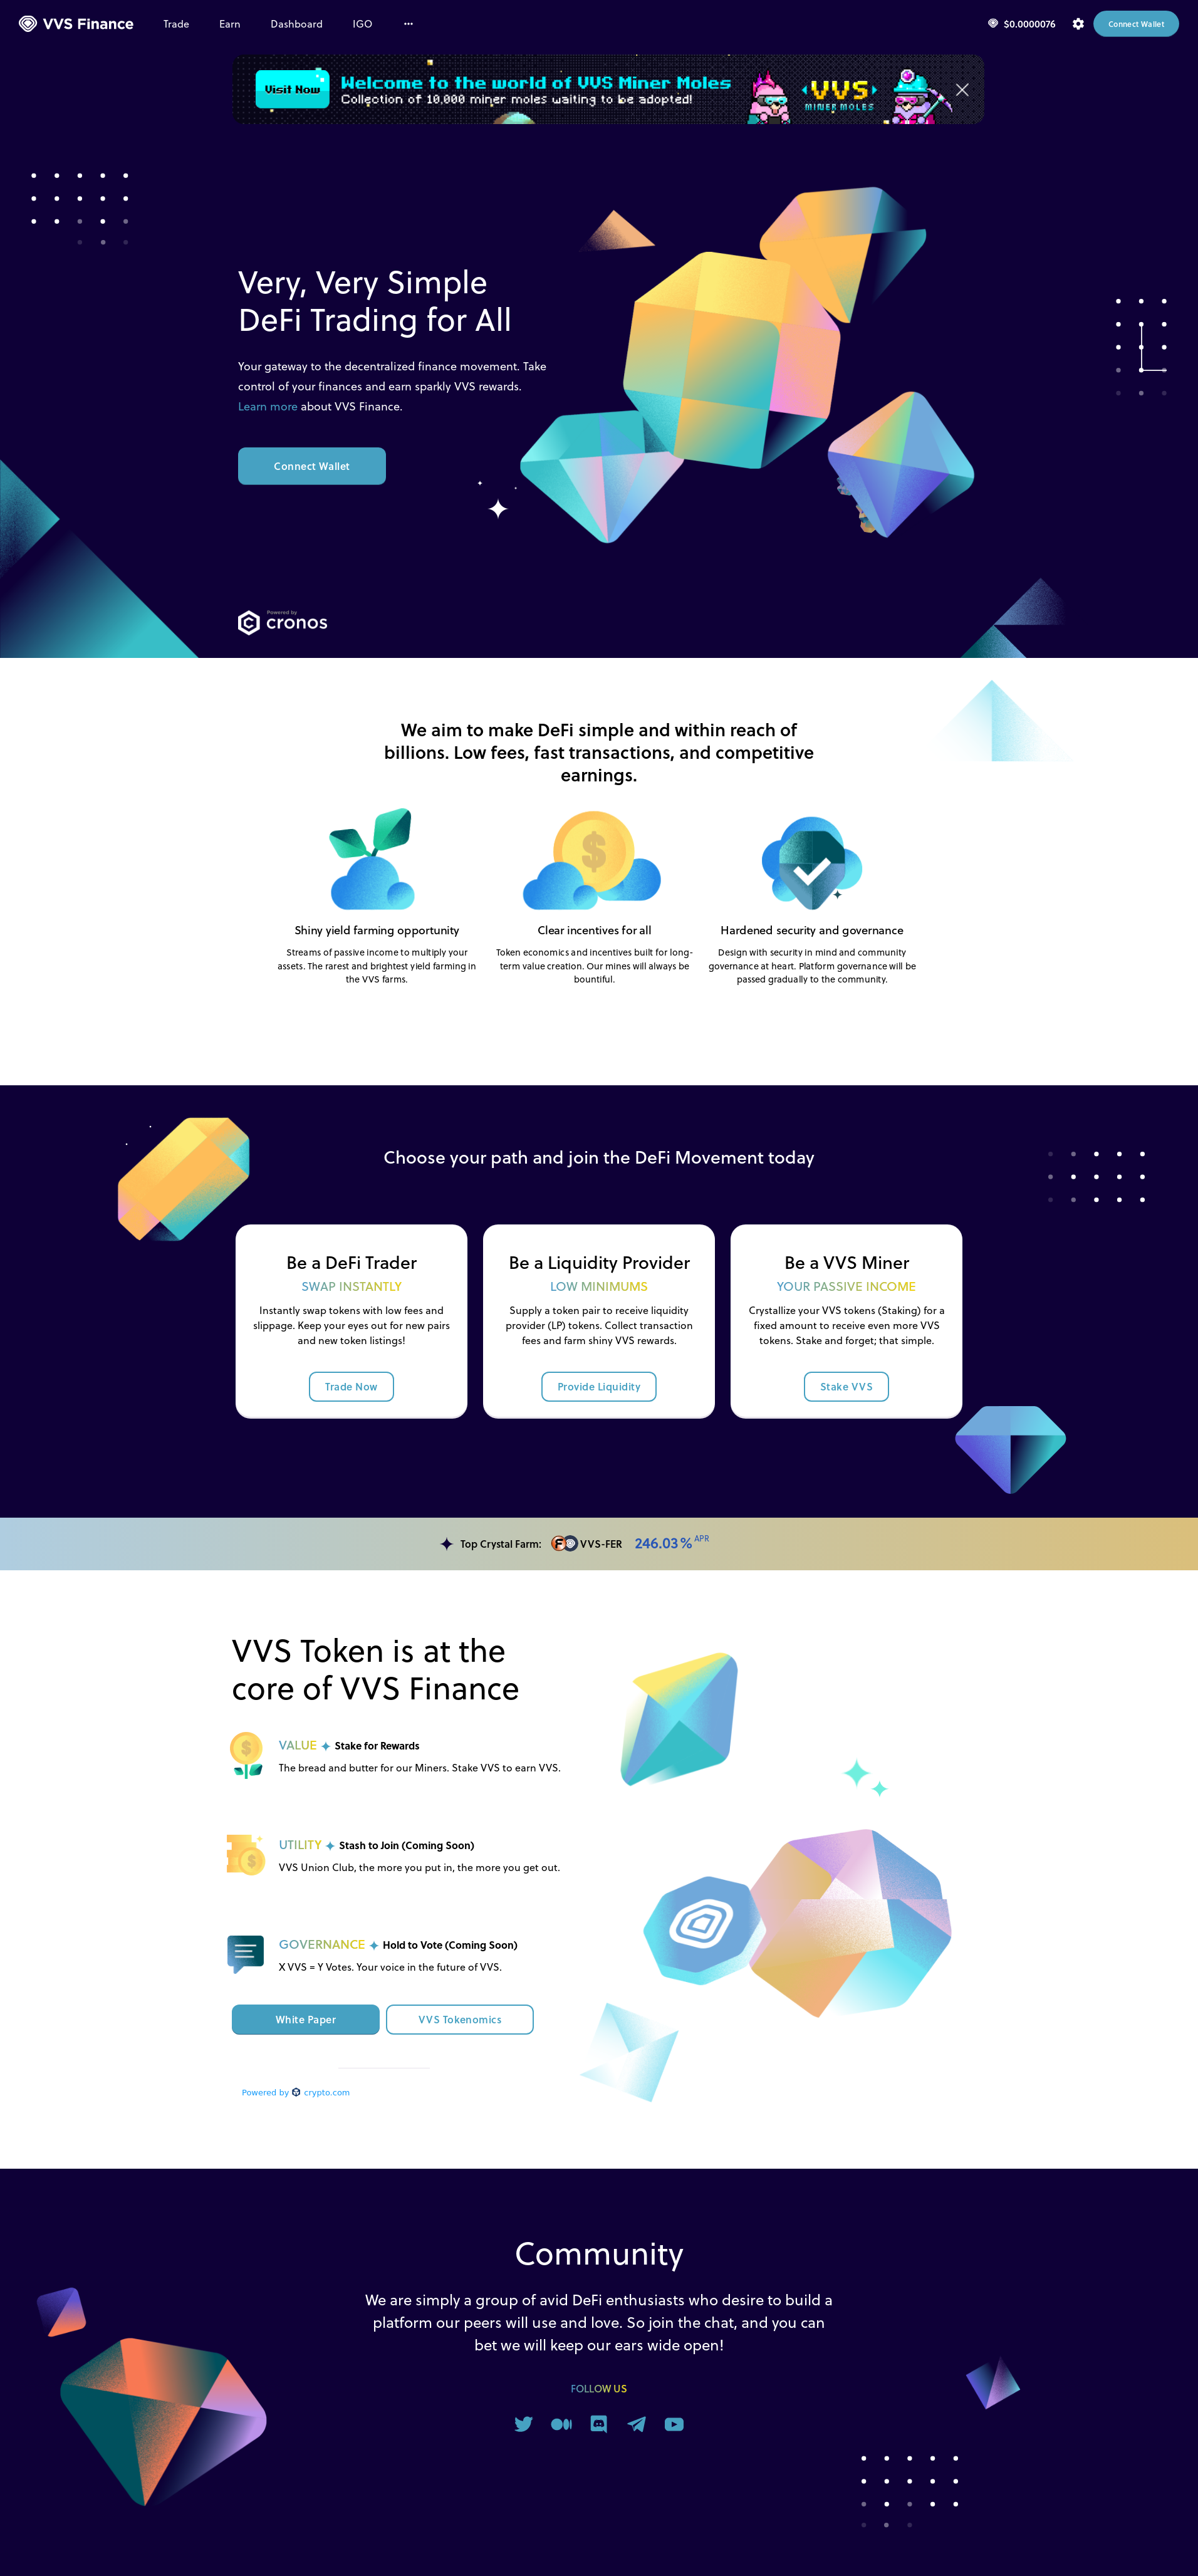 VVS Finance
Trade
Earn
Dashboard
IGO
$0.0000076
Connect Wallet
Visit Now
Welcome to the world of VVS Miner Moles
Collection of 10,000 miner moles waiting to be adopted!
VVS
MINER MOLES
Very, Very Simple
DeFi Trading for All
Your gateway to the decentralized finance movement. Take
control of your finances and earn sparkly VVS rewards.
Learn more about VVS Finance.
Connect Wallet
Powered by
cronos
We aim to make DeFi simple and within reach of
billions. Low fees, fast transactions, and competitive
earnings.
Shiny yield farming opportunity
Streams of passive income to multiply your
assets. The rarest and brightest yield farming in
the VVS farms.
Clear incentives for all
Token economics and incentives built for long-
term value creation. Our mines will always be
bountiful.
Hardened security and governance
Design with security in mind and community
governance at heart. Platform governance will be
passed gradually to the community.
Choose your path and join the DeFi Movement today
Be a DeFi Trader
SWAP INSTANTLY
Instantly swap tokens with low fees and
slippage. Keep your eyes out for new pairs
and new token listings!
Trade Now
Be a Liquidity Provider
LOW MINIMUMS
Supply a token pair to receive liquidity
provider (LP) tokens. Collect transaction
fees and farm shiny VVS rewards.
Provide Liquidity
Be a VVS Miner
YOUR PASSIVE INCOME
Crystallize your VVS tokens (Staking) for a
fixed amount to receive even more VVS
tokens. Stake and forget; that simple.
Stake VVS
Top Crystal Farm: VVS-FER 246.03% APR
VVS Token is at the
core of VVS Finance
VALUE Stake for Rewards
The bread and butter for our Miners. Stake VVS to earn VVS.
UTILITY Stash to Join (Coming Soon)
VVS Union Club, the more you put in, the more you get out.
GOVERNANCE Hold to Vote (Coming Soon)
X VVS = Y Votes. Your voice in the future of VVS.
White Paper
VVS Tokenomics
Powered by crypto.com
Community
We are simply a group of avid DeFi enthusiasts who desire to build a
platform our peers will use and love. So join the chat, and you can
bet we will keep our ears wide open!
FOLLOW US